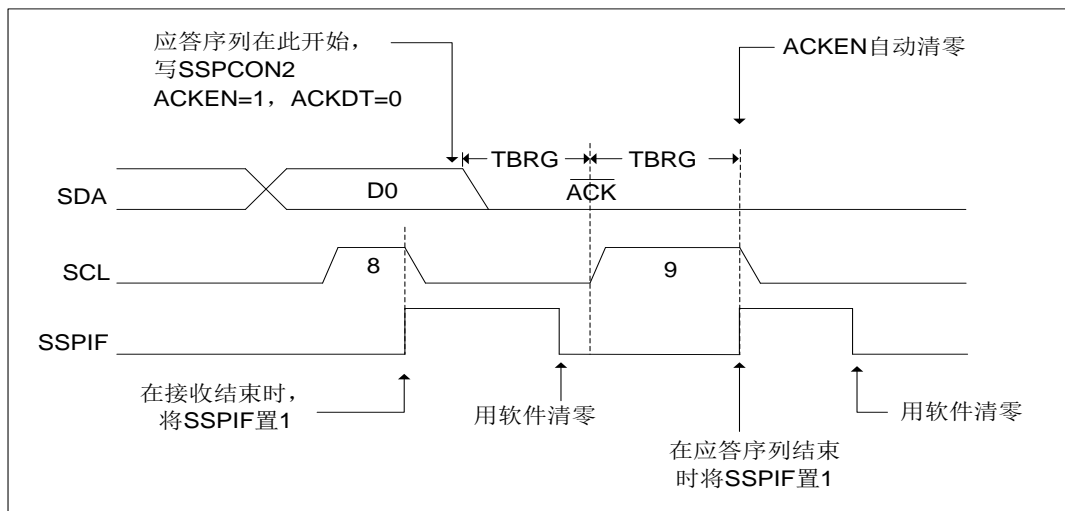 应答序列在此开始，
写SSPCON2
ACKEN=1，ACKDT=0
ACKEN自动清零
TBRG
TBRG
SDA
D0
ACK
SCL
8
9
SSPIF
在接收结束时，
将SSPIF置1
用软件清零
在应答序列结束
时将SSPIF置1
用软件清零